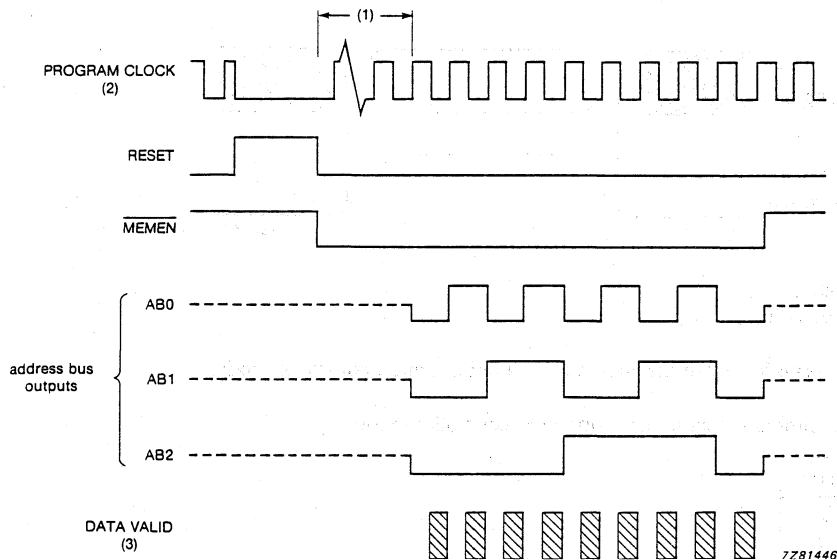 (1)
PROGRAM CLOCK
(2)
RESET
MEMEN
AB0
address bus
outputs
AB1
AB2
DATA VALID
(3)
7Z81446